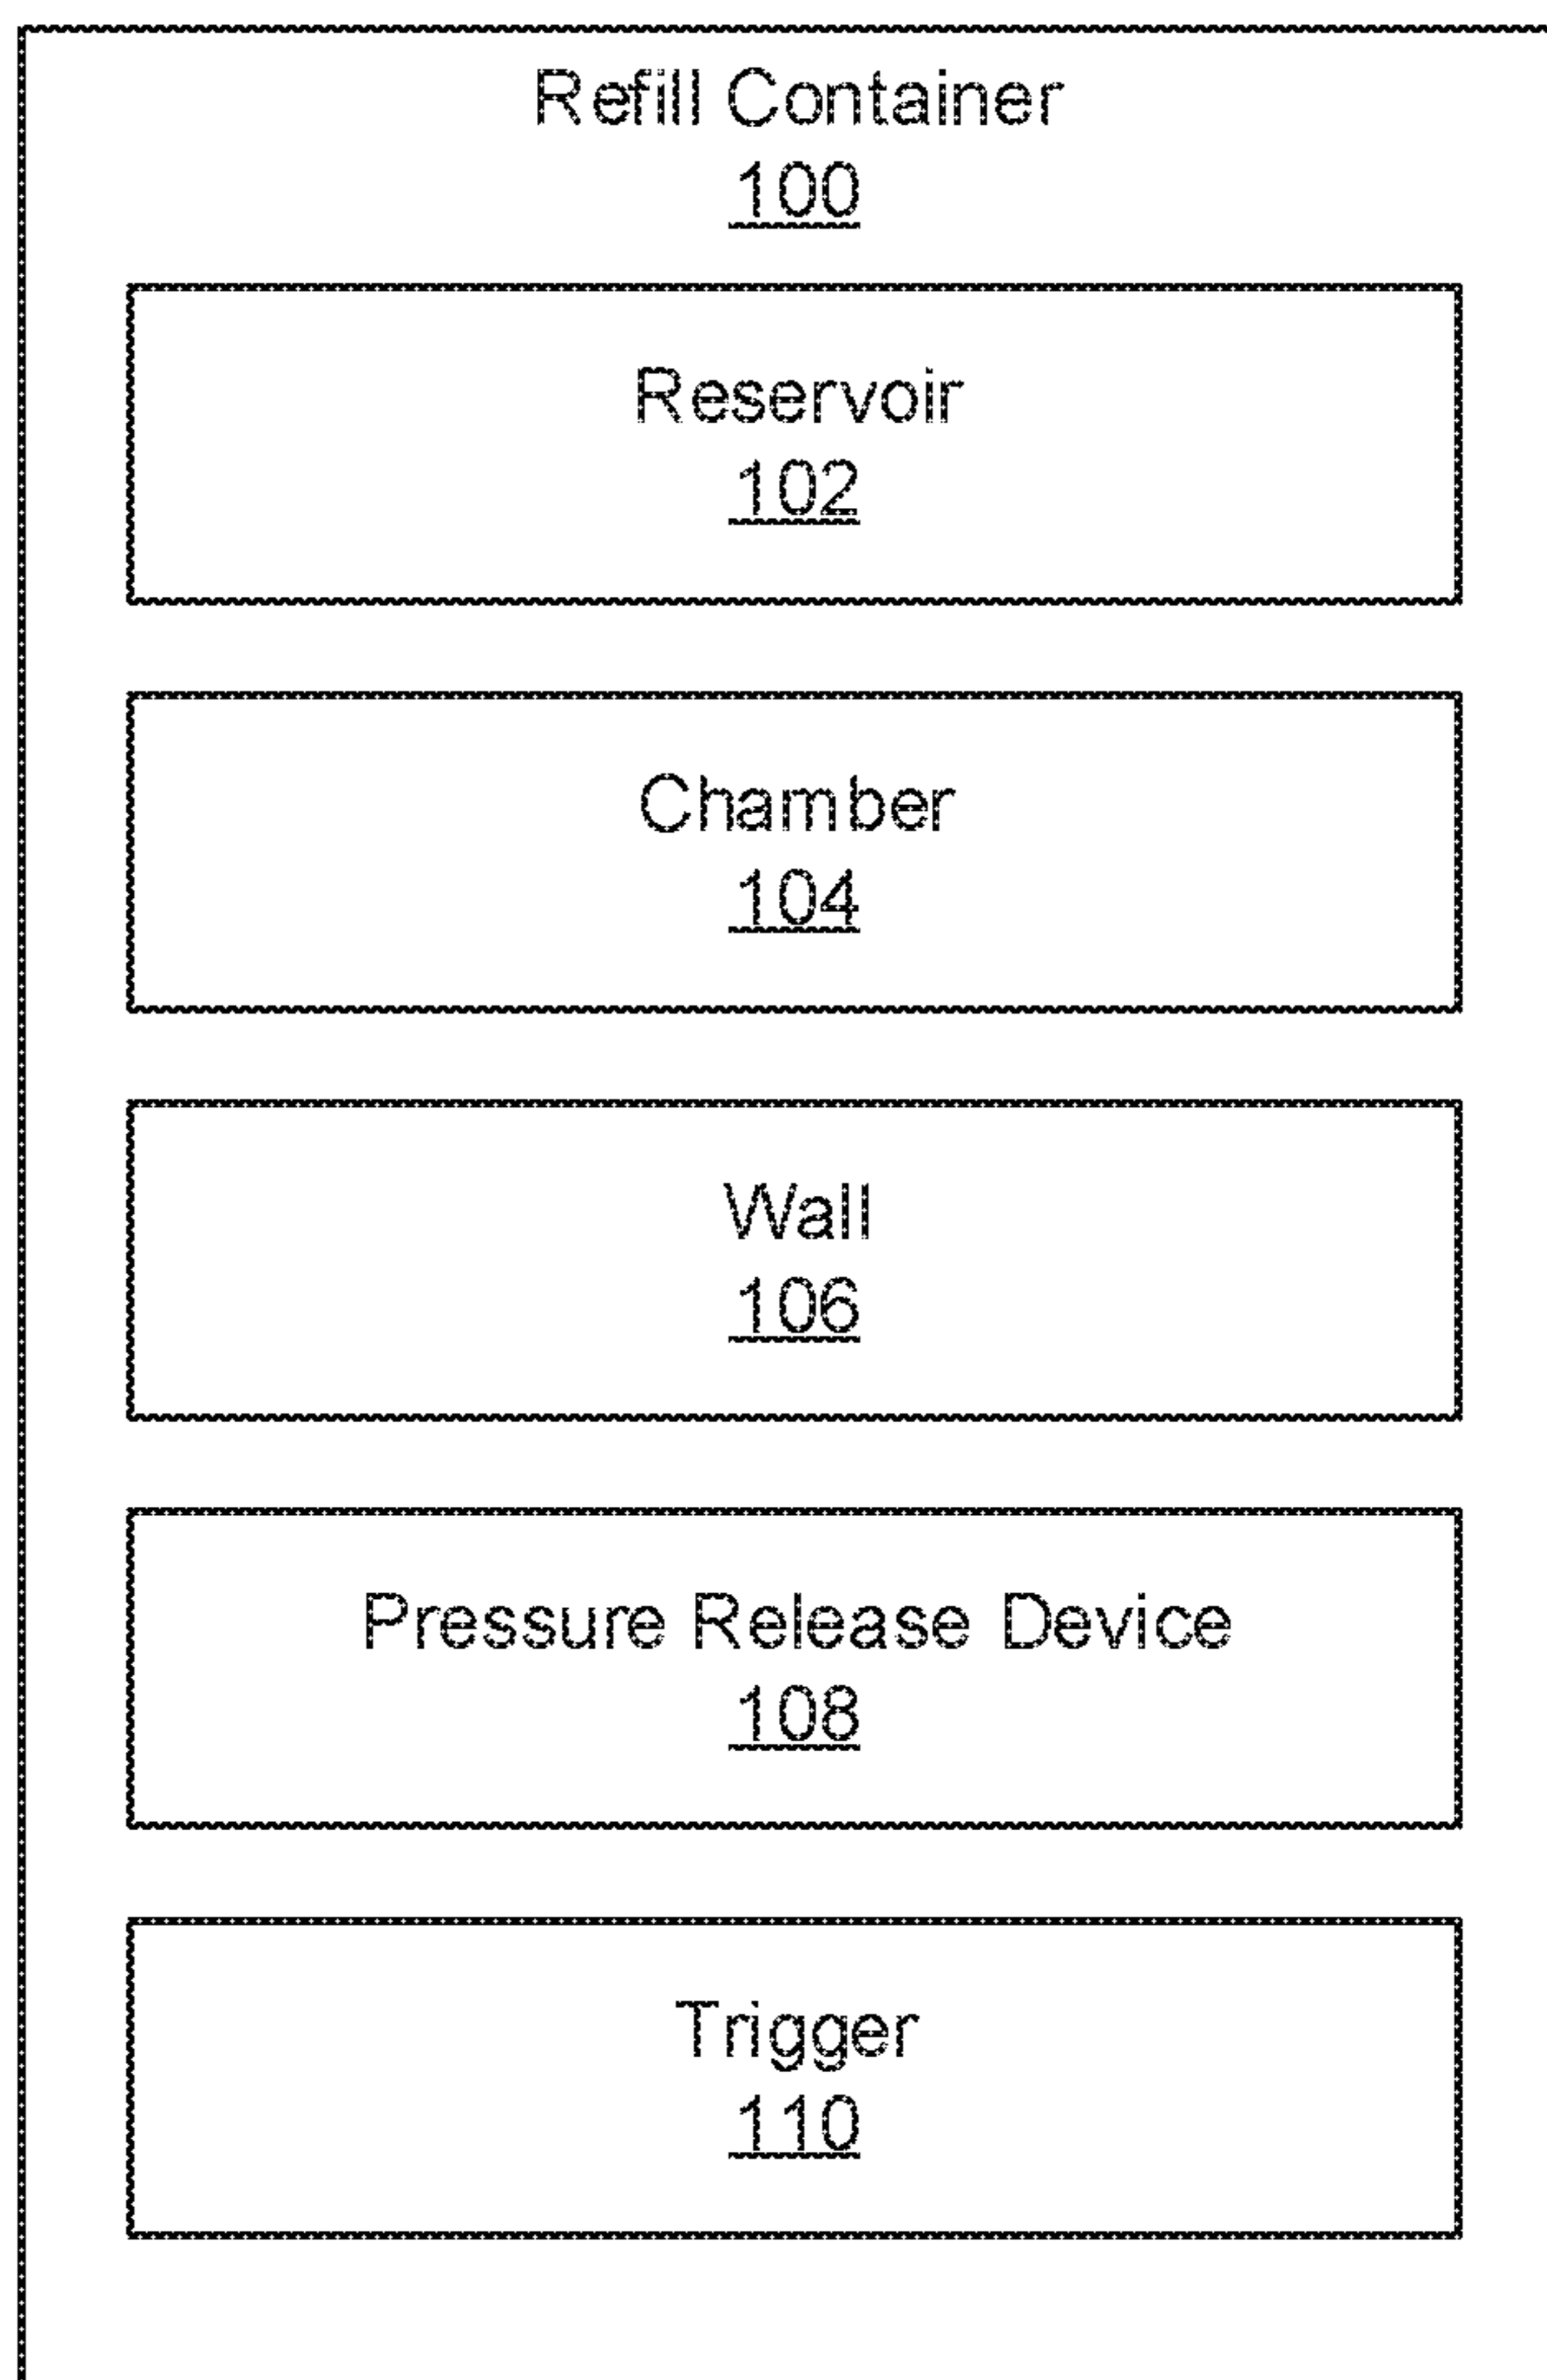 Refill Container
100
Reservoir
102
Chamber
104
Wall
106
Pressure Release Device
108
Trigger
110